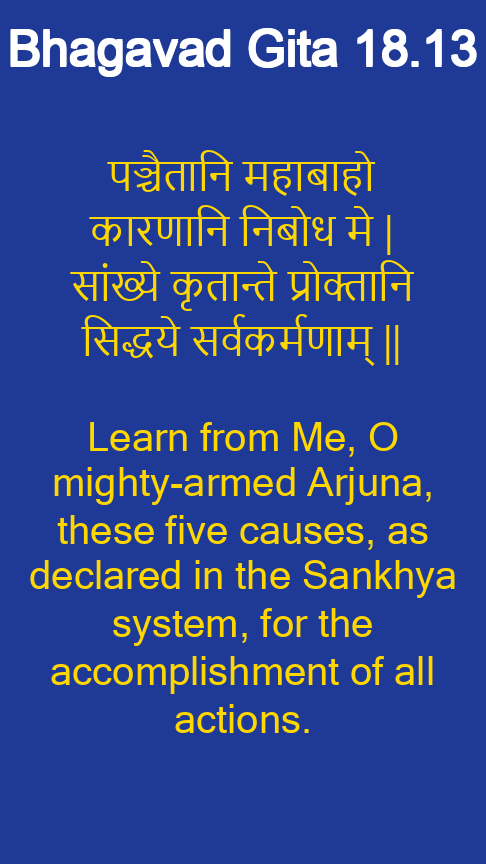 Bhagavad Gita 18.13
पञ्चैतानि महाबाहो
कारणानि निबोध मे |
सांख्ये कृतान्ते प्रोक्तानि
सिद्धये सर्वकर्मणाम् ||
Learn from Me, O
mighty-armed Arjuna,
these five causes, as
declared in the Sankhya
system, for the
accomplishment of all
actions.